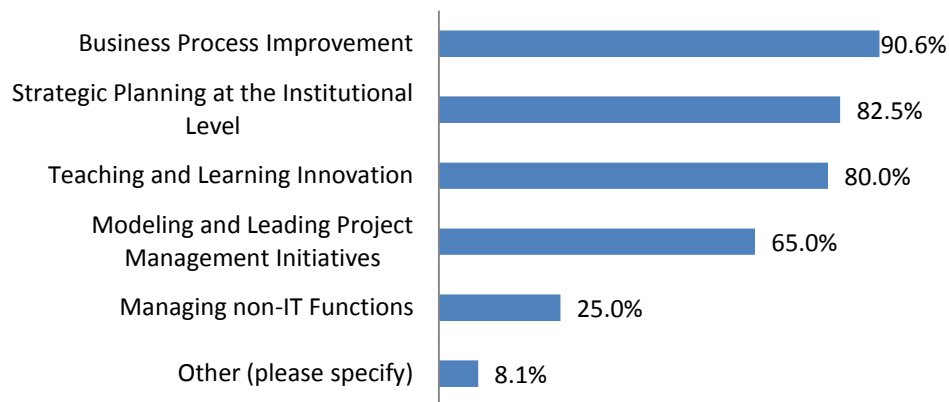 Business Process Improvement 90.6%
Strategic Planning at the Institutional
Level 82.5%
Teaching and Learning Innovation 80.0%
Modeling and Leading Project
Management Initiatives 65.0%
Managing non-IT Functions 25.0%
Other (please specify) 8.1%